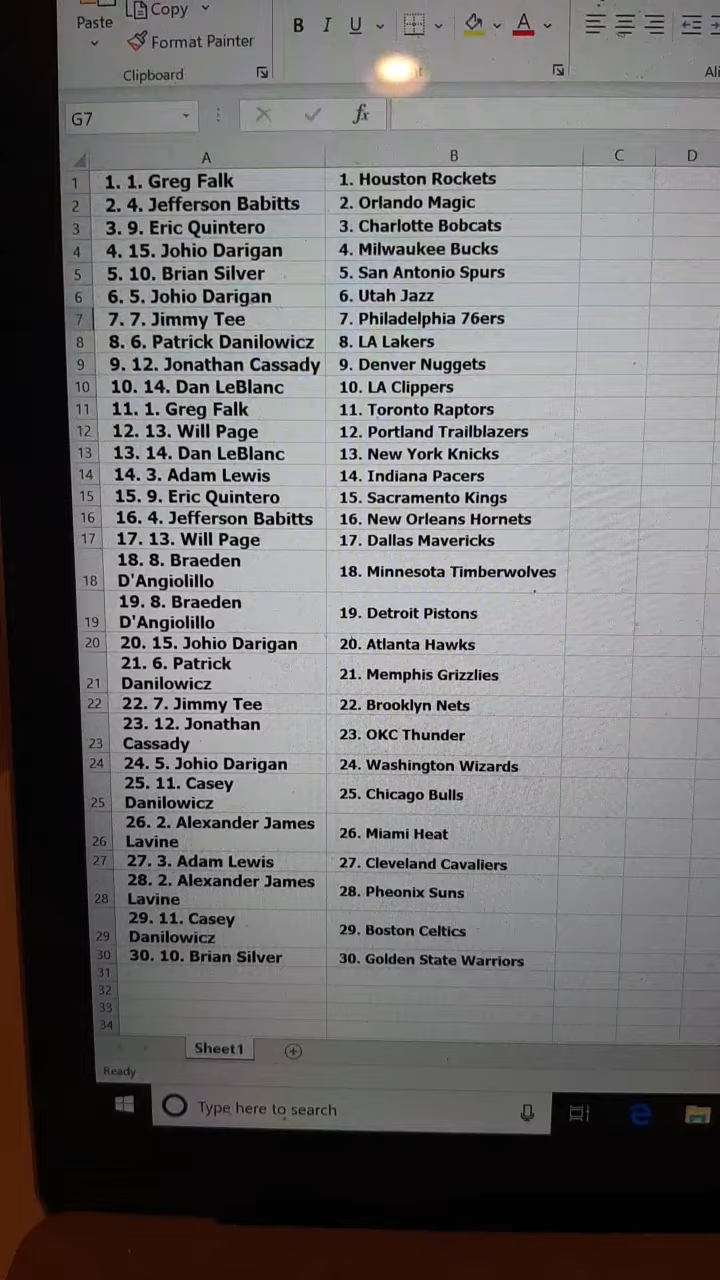 Copy
Paste
Format Painter
B I U A
Clipboard
G7 fx
A B C D
1 1. 1. Greg Falk 1. Houston Rockets
2 2. 4. Jefferson Babitts 2. Orlando Magic
3 3. 9. Eric Quintero 3. Charlotte Bobcats
4 4. 15. Johio Darigan 4. Milwaukee Bucks
5 5. 10. Brian Silver 5. San Antonio Spurs
6 6. 5. Johio Darigan 6. Utah Jazz
7 7. 7. Jimmy Tee 7. Philadelphia 76ers
8 8. 6. Patrick Danilowicz 8. LA Lakers
9 9. 12. Jonathan Cassady 9. Denver Nuggets
10 10. 14. Dan LeBlanc 10. LA Clippers
11 11. 1. Greg Falk 11. Toronto Raptors
12 12. 13. Will Page 12. Portland Trailblazers
13 13. 14. Dan LeBlanc 13. New York Knicks
14 14. 3. Adam Lewis 14. Indiana Pacers
15 15. 9. Eric Quintero 15. Sacramento Kings
16 16. 4. Jefferson Babitts 16. New Orleans Hornets
17 17. 13. Will Page 17. Dallas Mavericks
18. 8. Braeden
18 D'Angiolillo 18. Minnesota Timberwolves
19. 8. Braeden
19 D'Angiolillo 19. Detroit Pistons
20 20. 15. Johio Darigan 20. Atlanta Hawks
21. 6. Patrick
21 Danilowicz 21. Memphis Grizzlies
22 22. 7. Jimmy Tee 22. Brooklyn Nets
23. 12. Jonathan
23 Cassady 23. OKC Thunder
24 24. 5. Johio Darigan 24. Washington Wizards
25. 11. Casey
25 Danilowicz 25. Chicago Bulls
26. 2. Alexander James
26 Lavine 26. Miami Heat
27 27. 3. Adam Lewis 27. Cleveland Cavaliers
28. 2. Alexander James
28 Lavine 28. Pheonix Suns
29. 11. Casey
29 Danilowicz 29. Boston Celtics
30 30. 10. Brian Silver 30. Golden State Warriors
31
32
33
34
Sheet1
Ready
Type here to search